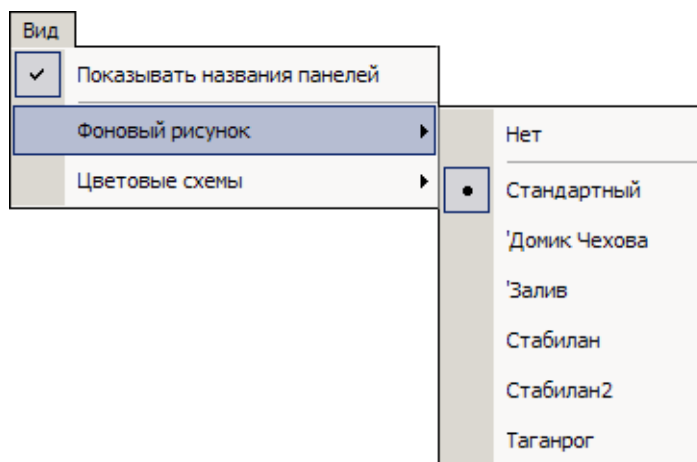 Вид
Показывать названия панелей
Фоновый рисунок
Цветовые схемы
Нет
Стандартный
'Домик Чехова
'Залив
Стабилан
Стабилан2
Таганрог